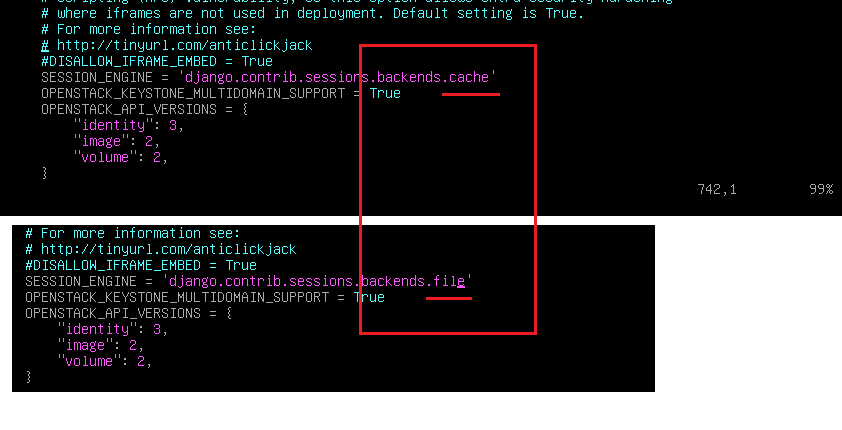 # where iframes are not used in deployment. Default setting is True.
# For more information see:
# http://tinyurl.com/anticlickjack
#DISALLOW_IFRAME_EMBED = True
SESSION_ENGINE = 'django.contrib.sessions.backends.cache'
OPENSTACK_KEYSTONE_MULTIDOMAIN_SUPPORT = True
OPENSTACK_API_VERSIONS = {
"identity": 3,
"image": 2,
"volume": 2,
}
742,1 99%
# For more information see:
# http://tinyurl.com/anticlickjack
#DISALLOW_IFRAME_EMBED = True
SESSION_ENGINE = 'django.contrib.sessions.backends.file'
OPENSTACK_KEYSTONE_MULTIDOMAIN_SUPPORT = True
OPENSTACK_API_VERSIONS = {
"identity": 3,
"image": 2,
"volume": 2,
}